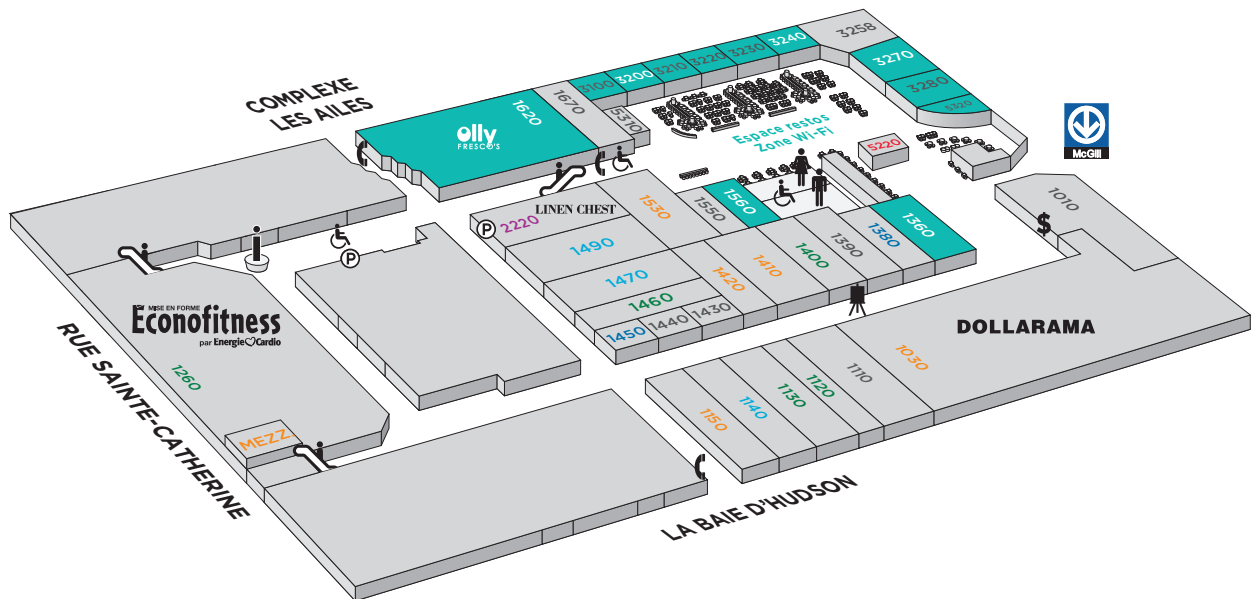 COMPLEXE
LES AILES
1620
olly
FRESCO'S
1670
5310
3100
3200
3210
3220
3230
3240
3258
3270
3280
5320
Espace restos
Zone Wi-Fi
5220
McGill
1010
$
LINEN CHEST
P
2220
1530
1550
1560
1490
1470
1460
1450
1440
1430
1420
1410
1400
1390
1380
1360
P
MISE EN FORME
Éconofitness
par Energie Cardio
1260
MEZZ.
RUE SAINTE-CATHERINE
DOLLARAMA
1030
1110
1120
1130
1140
1150
LA BAIE D'HUDSON